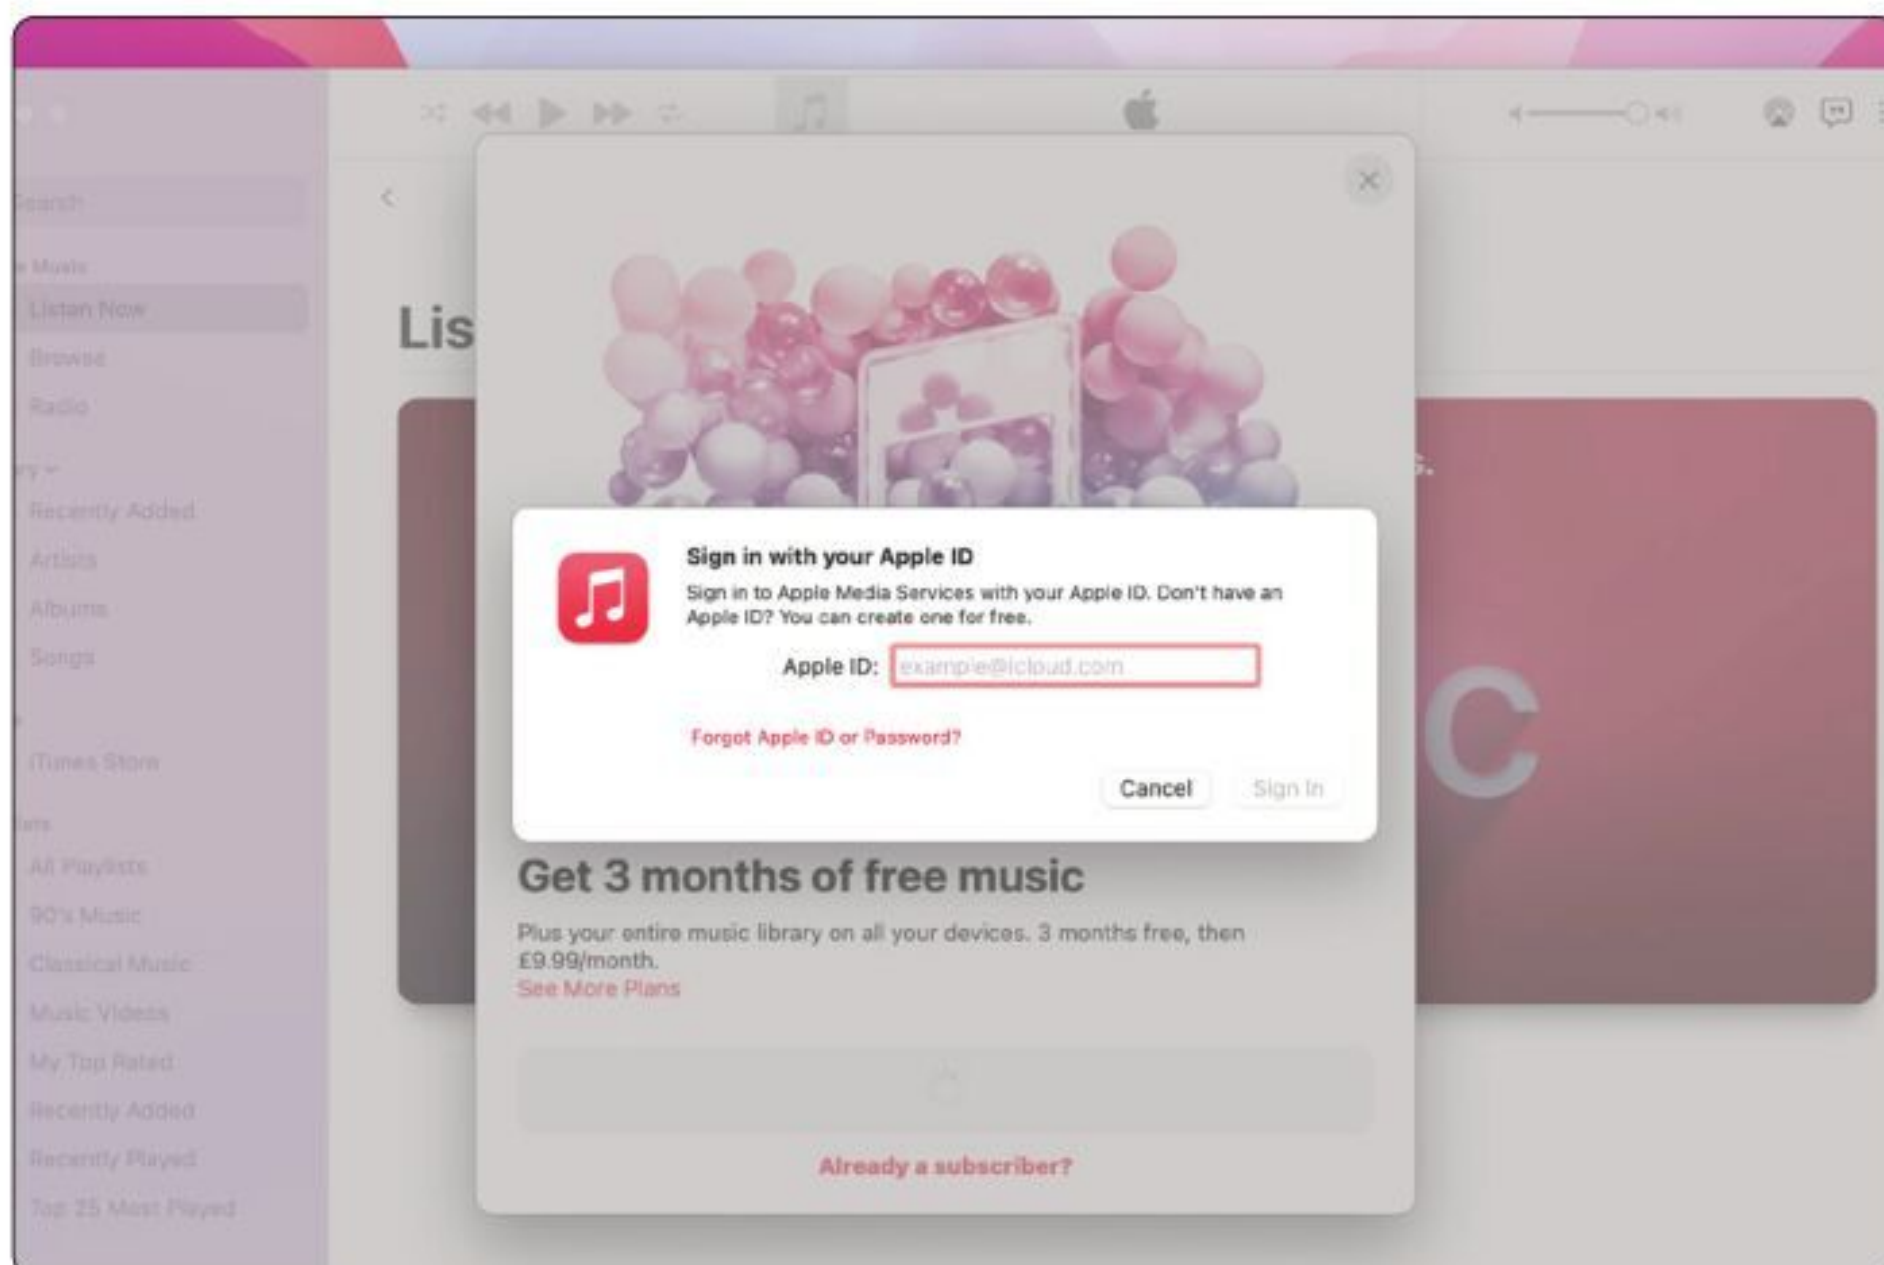 Search
Music
Listen Now
Browse
Radio
Recently Added
Artists
Albums
Songs
iTunes Store
All Playlists
90's Music
Classical Music
Music Videos
My Top Rated
Recently Added
Recently Played
Top 25 Most Played
Lis
s.
C
Sign in with your Apple ID
Sign in to Apple Media Services with your Apple ID. Don't have an
Apple ID? You can create one for free.
Apple ID: example@icloud.com
Forgot Apple ID or Password?
Cancel Sign In
Get 3 months of free music
Plus your entire music library on all your devices. 3 months free, then
£9.99/month.
See More Plans
Already a subscriber?